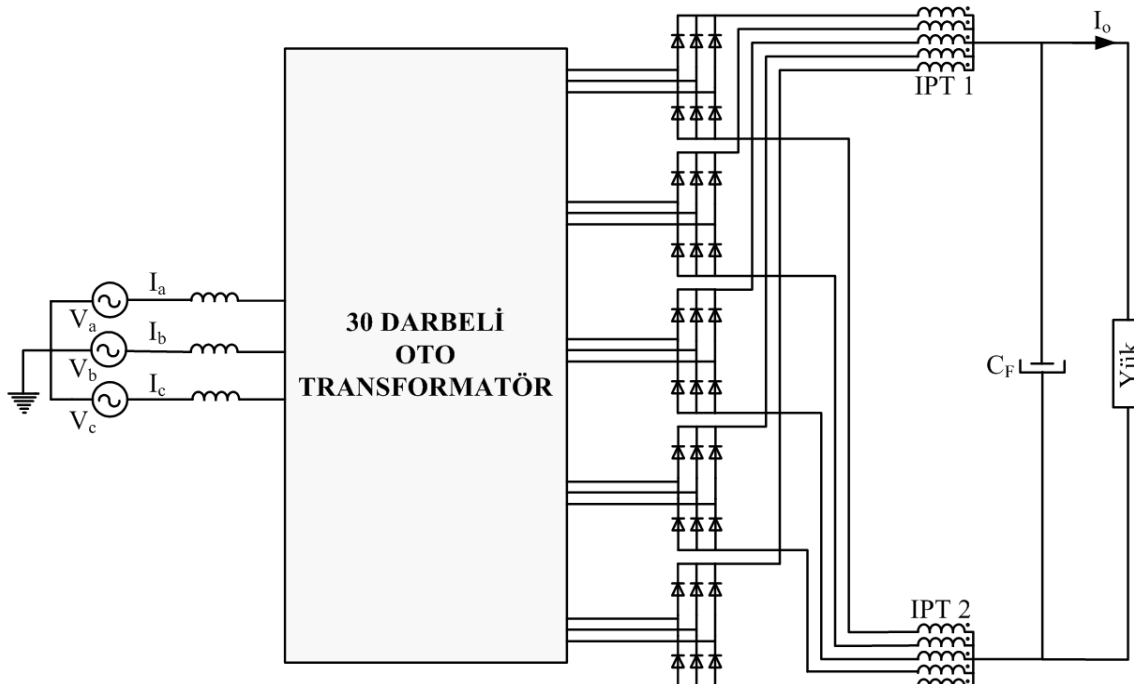 I_o
IPT 1
I_a
V_a
I_b
V_b
I_c
V_c
30 DARBELİ
OTO
TRANSFORMATÖR
C_F
Yük
IPT 2